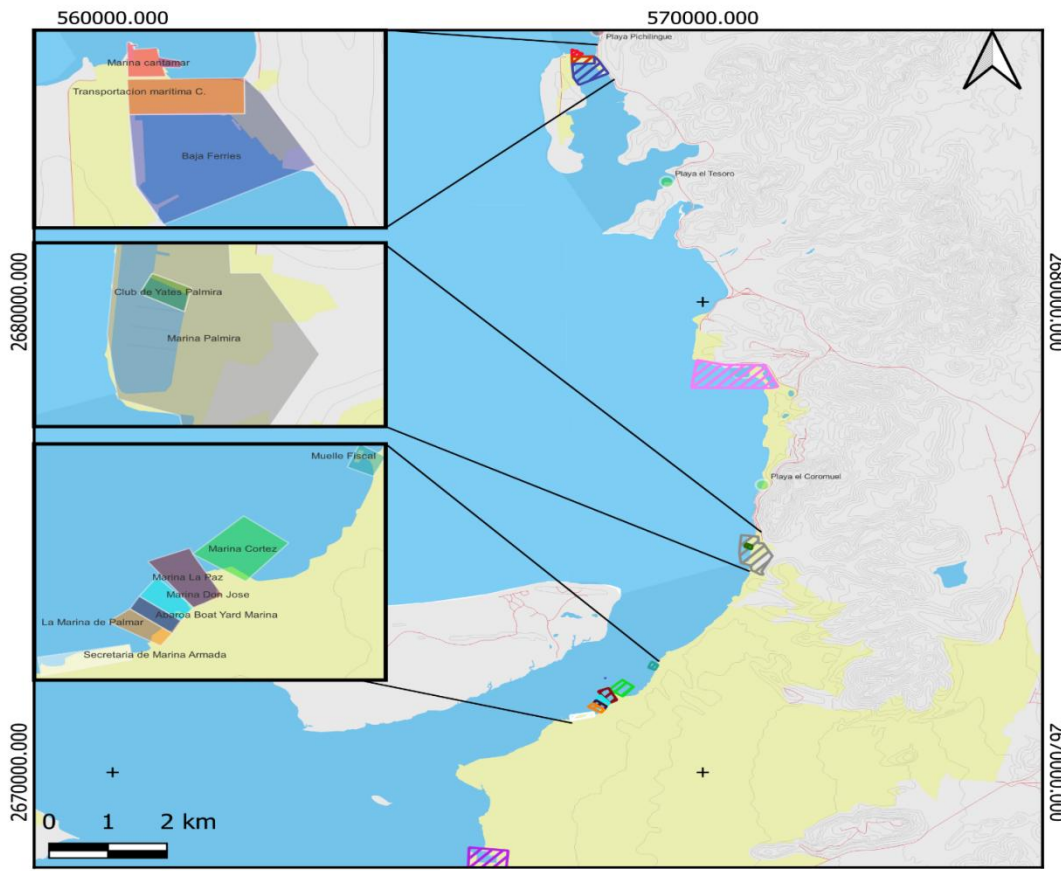 560000.000
570000.000
Marina cantamar
Transportacion marítima C.
Baja Ferries
Playa Pichilingue
Playa el Tesoro
2680000.000
2680000.000
Club de Yates Palmira
Marina Palmira
Playa el Coromuel
Muelle Fiscal
Marina Cortez
Marina La Paz
Marina Don Jose
Abaroa Boat Yard Marina
La Marina de Palmar
Secretaria de Marina Armada
2670000.000
2670000.000
0 1 2 km